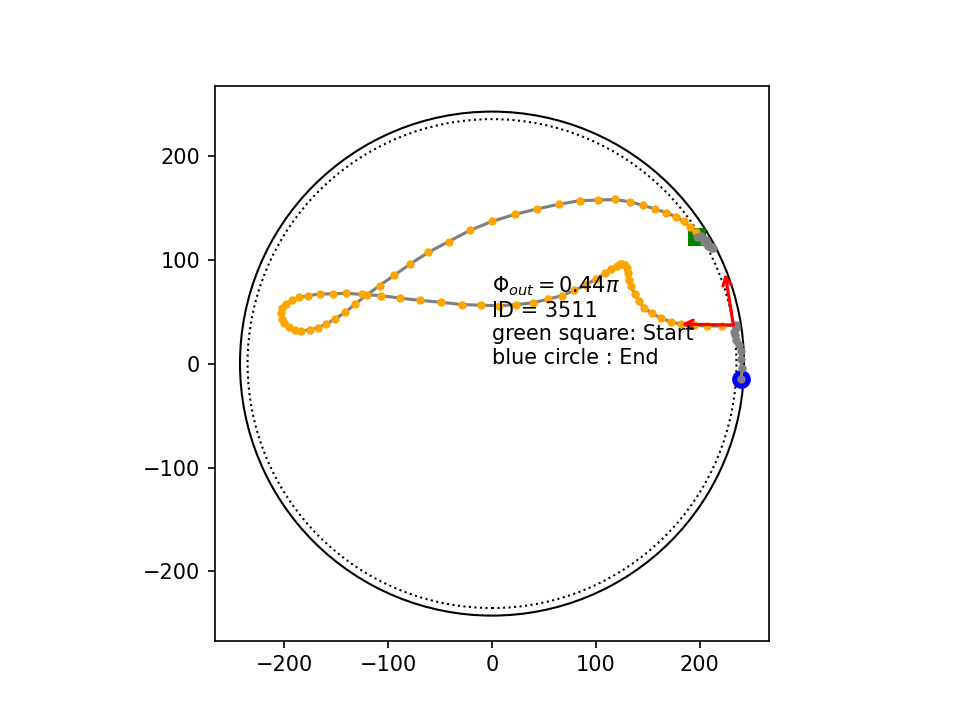 200
100
0
−100
−200
Φout = 0.44π
ID = 3511
green square: Start
blue circle : End
−200 −100 0 100 200